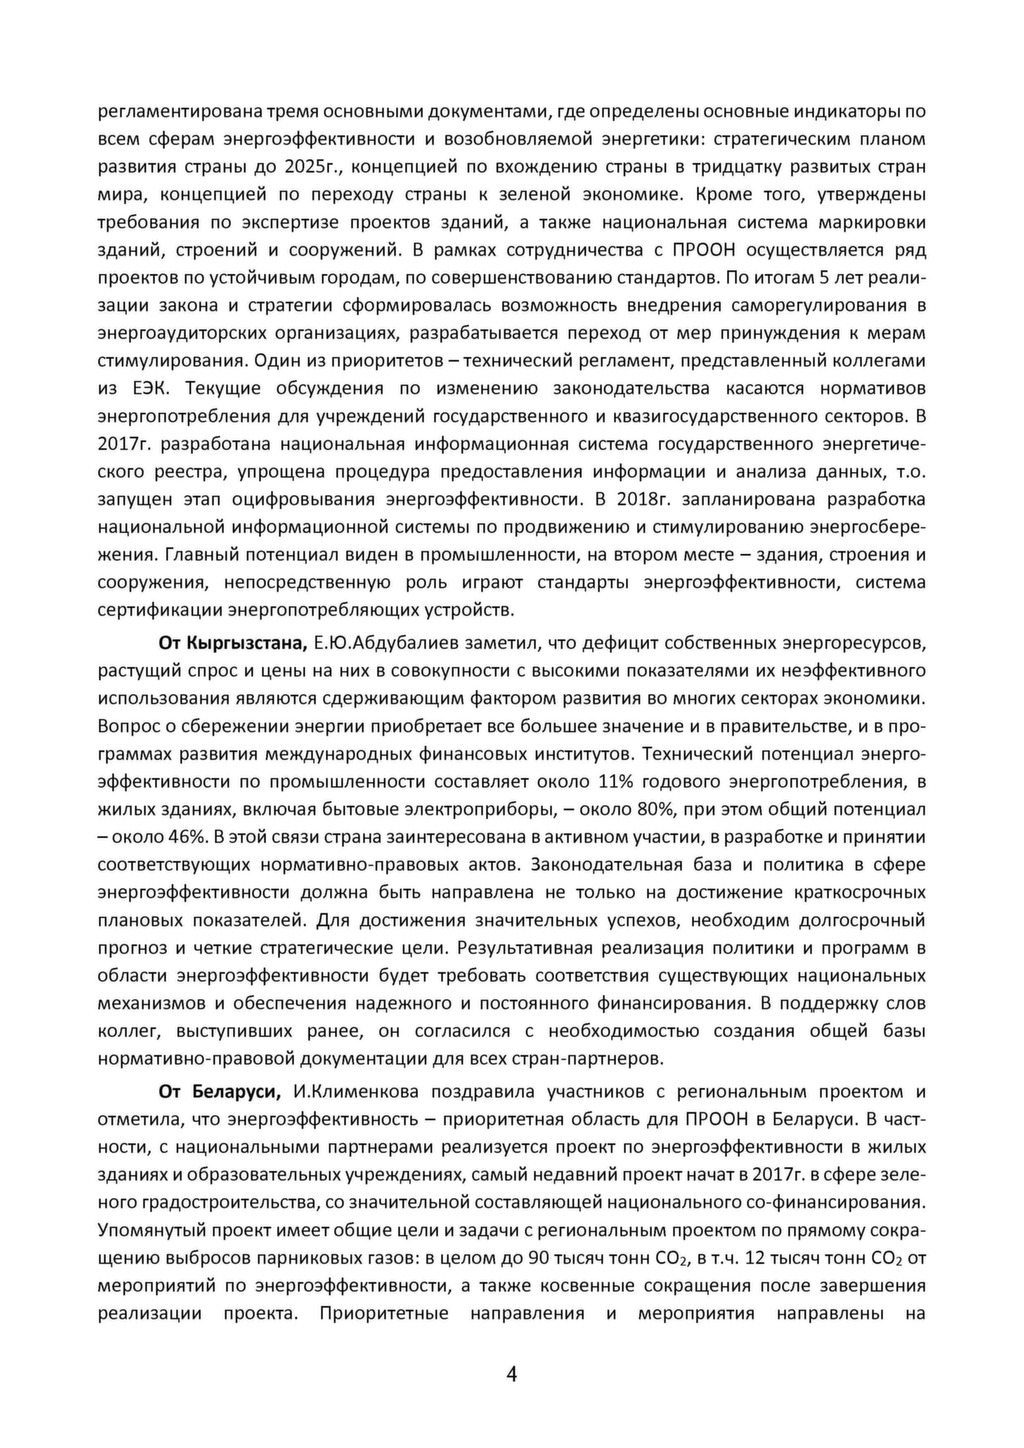 регламентирована тремя основными документами, где определены основные индикаторы по
всем сферам энергоэффективности и возобновляемой энергетики: стратегическим планом
развития страны до 2025г., концепцией по вхождению страны в тридцатку развитых стран
мира, концепцией по переходу страны к зеленой экономике. Кроме того, утверждены
требования по экспертизе проектов зданий, а также национальная система маркировки
зданий, строений и сооружений. В рамках сотрудничества с ПРООН осуществляется ряд
проектов по устойчивым городам, по совершенствованию стандартов. По итогам 5 лет реали-
зации закона и стратегии сформировалась возможность внедрения саморегулирования в
энергоаудиторских организациях, разрабатывается переход от мер принуждения к мерам
стимулирования. Один из приоритетов – технический регламент, представленный коллегами
из ЕЭК. Текущие обсуждения по изменению законодательства касаются нормативов
энергопотребления для учреждений государственного и квазигосударственного секторов. В
2017г. разработана национальная информационная система государственного энергетиче-
ского реестра, упрощена процедура предоставления информации и анализа данных, т.о.
запущен этап оцифровывания энергоэффективности. В 2018г. запланирована разработка
национальной информационной системы по продвижению и стимулированию энергосбере-
жения. Главный потенциал виден в промышленности, на втором месте – здания, строения и
сооружения, непосредственную роль играют стандарты энергоэффективности, система
сертификации энергопотребляющих устройств.
От Кыргызстана, Е.Ю.Абдубалиев заметил, что дефицит собственных энергоресурсов,
растущий спрос и цены на них в совокупности с высокими показателями их неэффективного
использования являются сдерживающим фактором развития во многих секторах экономики.
Вопрос о сбережении энергии приобретает все большее значение и в правительстве, и в про-
граммах развития международных финансовых институтов. Технический потенциал энерго-
эффективности по промышленности составляет около 11% годового энергопотребления, в
жилых зданиях, включая бытовые электроприборы, – около 80%, при этом общий потенциал
– около 46%. В этой связи страна заинтересована в активном участии, в разработке и принятии
соответствующих нормативно-правовых актов. Законодательная база и политика в сфере
энергоэффективности должна быть направлена не только на достижение краткосрочных
плановых показателей. Для достижения значительных успехов, необходим долгосрочный
прогноз и четкие стратегические цели. Результативная реализация политики и программ в
области энергоэффективности будет требовать соответствия существующих национальных
механизмов и обеспечения надежного и постоянного финансирования. В поддержку слов
коллег, выступивших ранее, он согласился с необходимостью создания общей базы
нормативно-правовой документации для всех стран-партнеров.
От Беларуси, И.Клименкова поздравила участников с региональным проектом и
отметила, что энергоэффективность – приоритетная область для ПРООН в Беларуси. В част-
ности, с национальными партнерами реализуется проект по энергоэффективности в жилых
зданиях и образовательных учреждениях, самый недавний проект начат в 2017г. в сфере зеле-
ного градостроительства, со значительной составляющей национального со-финансирования.
Упомянутый проект имеет общие цели и задачи с региональным проектом по прямому сокра-
щению выбросов парниковых газов: в целом до 90 тысяч тонн CO₂, в т.ч. 12 тысяч тонн CO₂ от
мероприятий по энергоэффективности, а также косвенные сокращения после завершения
реализации проекта. Приоритетные направления и мероприятия направлены на
4